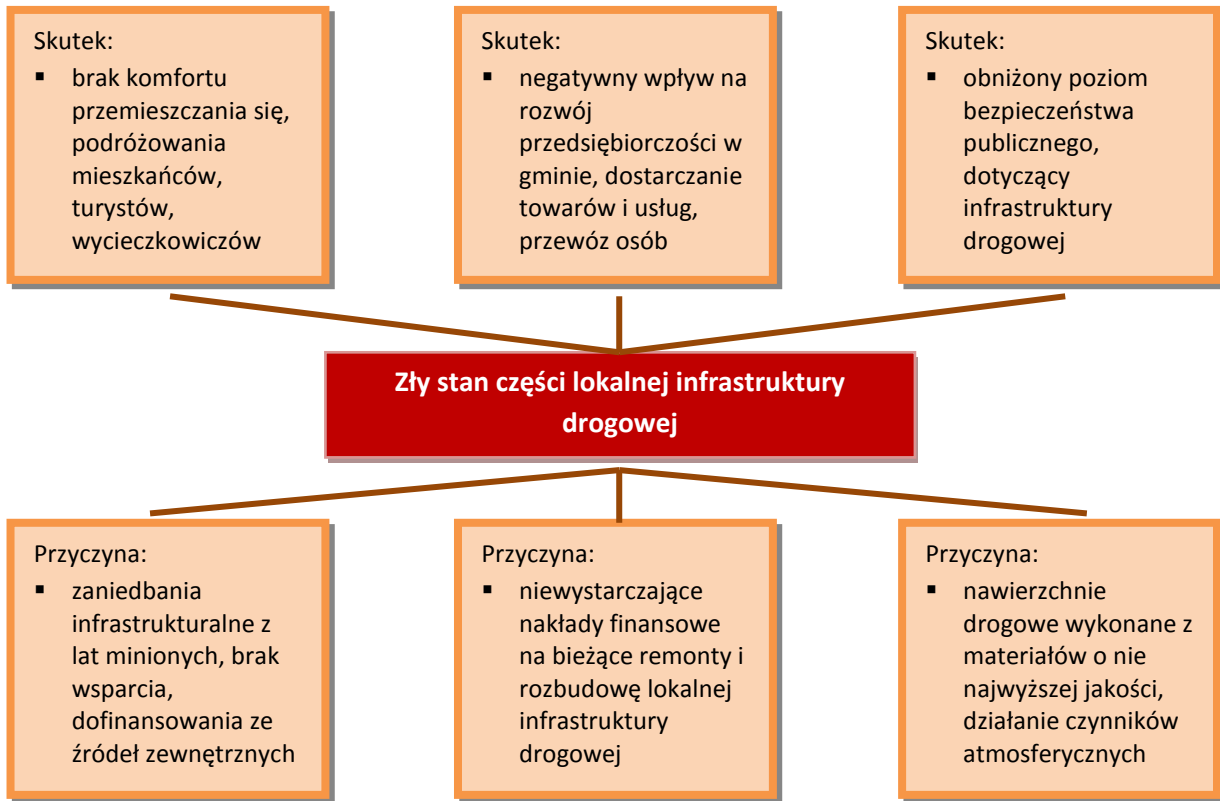 Skutek:
▪ brak komfortu
przemieszczania się,
podróżowania
mieszkańców,
turystów,
wycieczkowiczów
Skutek:
▪ negatywny wpływ na
rozwój
przedsiębiorczości w
gminie, dostarczanie
towarów i usług,
przewóz osób
Skutek:
▪ obniżony poziom
bezpieczeństwa
publicznego,
dotyczący
infrastruktury
drogowej
Zły stan części lokalnej infrastruktury
drogowej
Przyczyna:
▪ zaniedbania
infrastrukturalne z
lat minionych, brak
wsparcia,
dofinansowania ze
źródeł zewnętrznych
Przyczyna:
▪ niewystarczające
nakłady finansowe
na bieżące remonty i
rozbudowę lokalnej
infrastruktury
drogowej
Przyczyna:
▪ nawierzchnie
drogowe wykonane z
materiałów o nie
najwyższej jakości,
działanie czynników
atmosferycznych